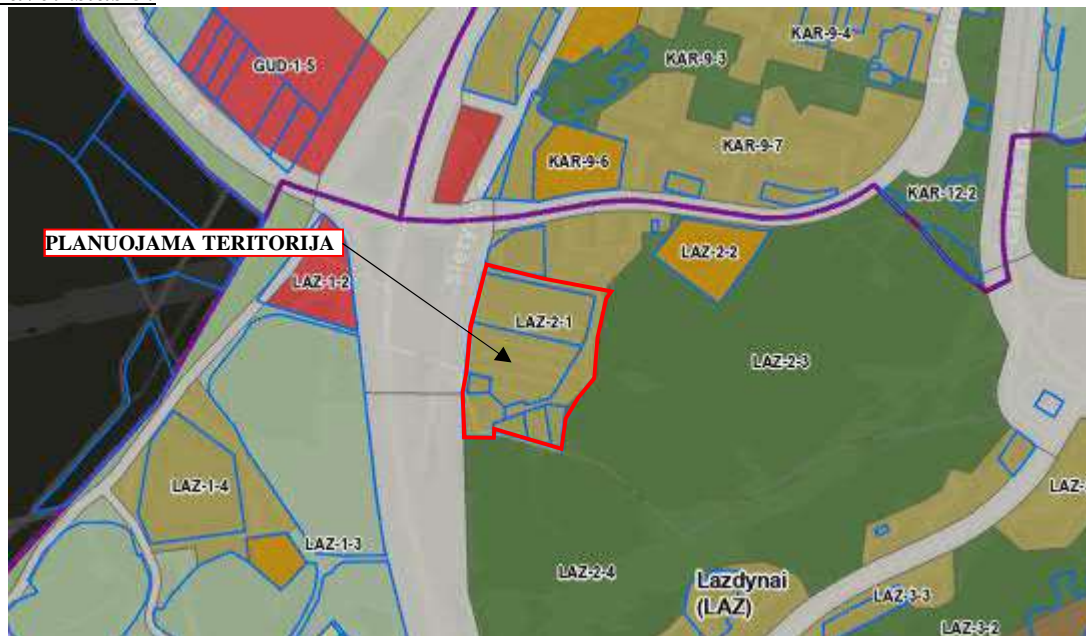 GUD-1-5
KAR-9-4
KAR-9-3
KAR-9-6
KAR-9-7
KAR-12-2
PLANUOJAMA TERITORIJA
LAZ-1-2
LAZ-2-2
LAZ-2-1
LAZ-2-3
LAZ-1-4
LAZ-
LAZ-1-3
LAZ-2-4
Lazdynai
(LAZ)
LAZ-3-3
LAZ-3-2